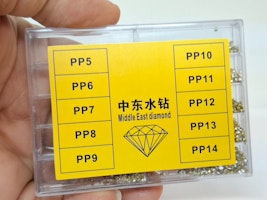 PP5
PP6
PP7
PP8
PP9
中东水钻
Middle East diamond
PP10
PP11
PP12
PP13
PP14